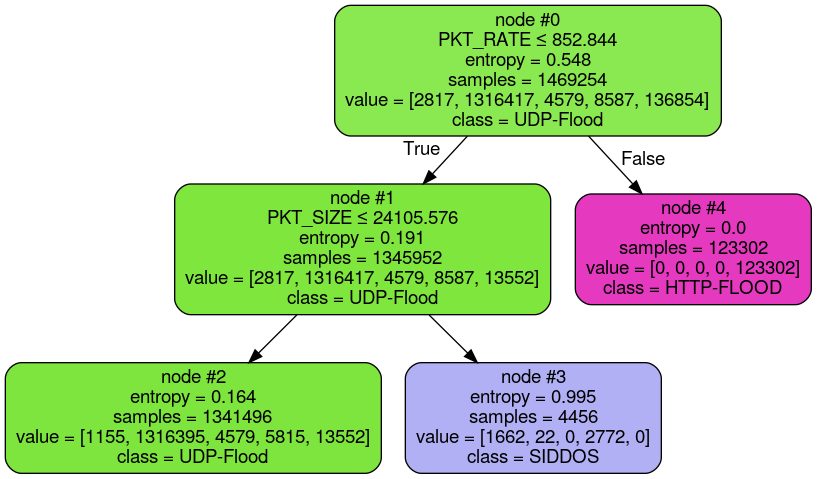 node #0
PKT_RATE ≤ 852.844
entropy = 0.548
samples = 1469254
value = [2817, 1316417, 4579, 8587, 136854]
class = UDP-Flood
True
False
node #1
PKT_SIZE ≤ 24105.576
entropy = 0.191
samples = 1345952
value = [2817, 1316417, 4579, 8587, 13552]
class = UDP-Flood
node #4
entropy = 0.0
samples = 123302
value = [0, 0, 0, 0, 123302]
class = HTTP-FLOOD
node #2
entropy = 0.164
samples = 1341496
value = [1155, 1316395, 4579, 5815, 13552]
class = UDP-Flood
node #3
entropy = 0.995
samples = 4456
value = [1662, 22, 0, 2772, 0]
class = SIDDOS